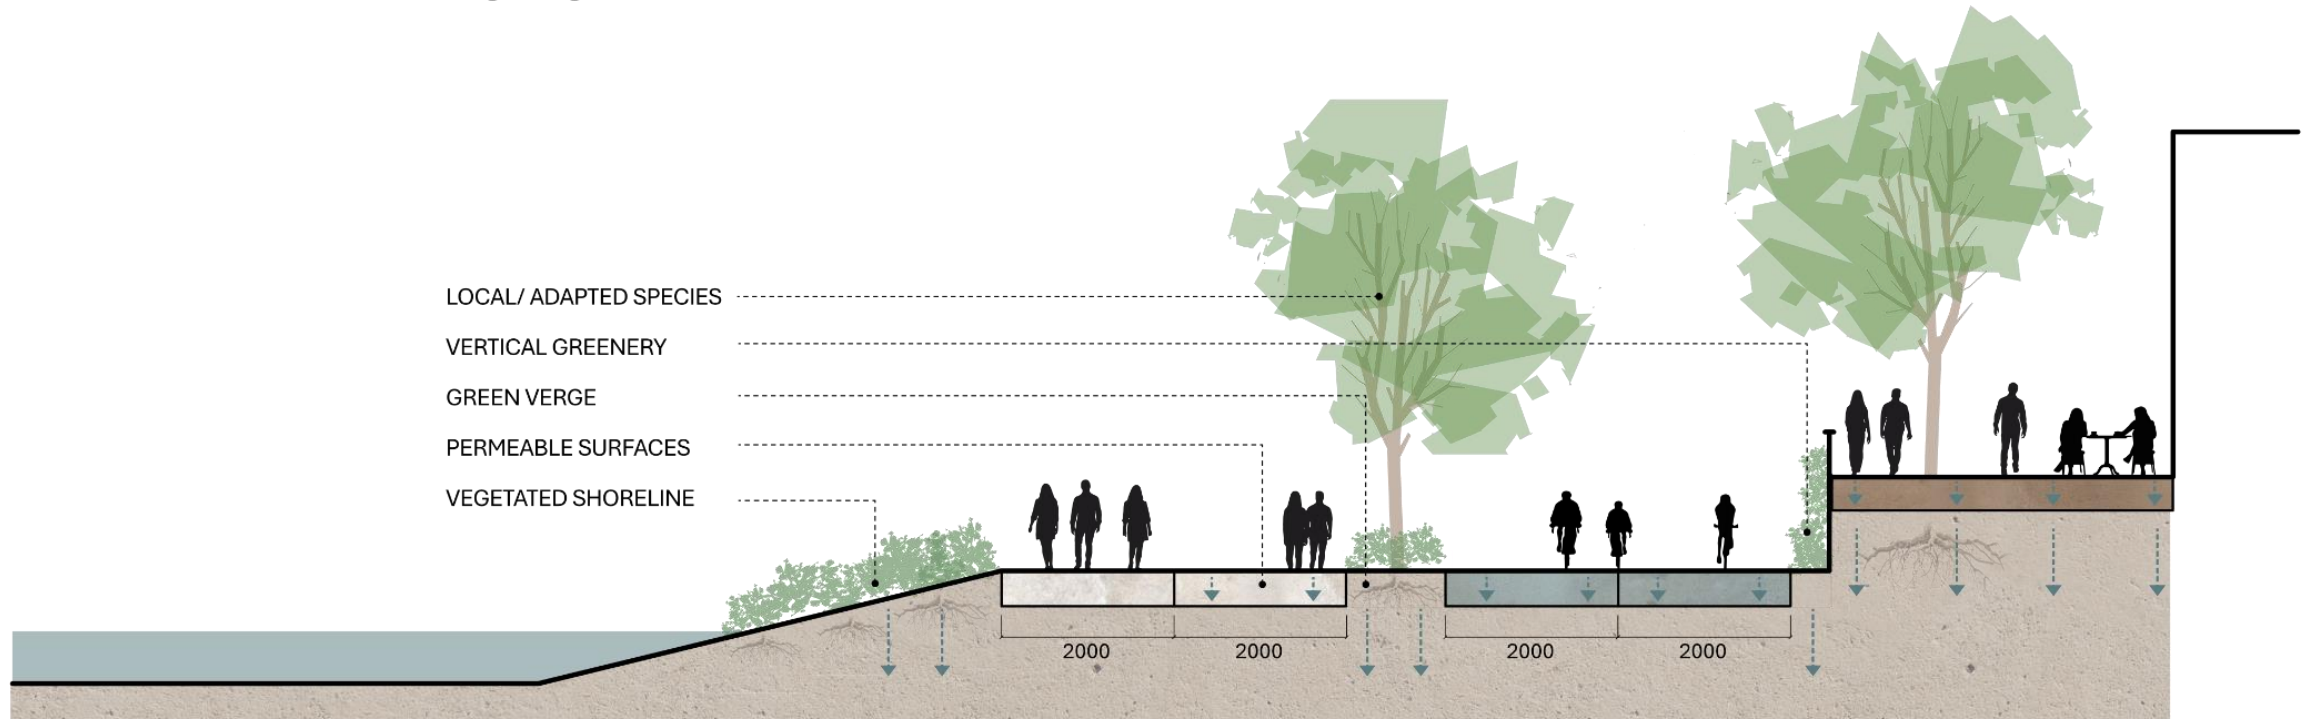 LOCAL/ ADAPTED SPECIES
VERTICAL GREENERY
GREEN VERGE
PERMEABLE SURFACES
VEGETATED SHORELINE
2000
2000
2000
2000